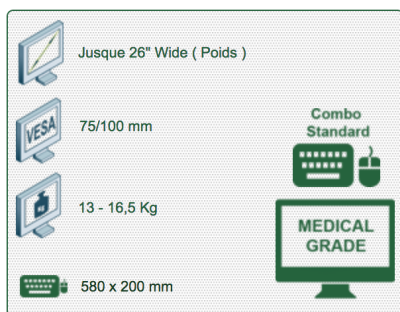 Jusque 26" Wide ( Poids )
VESA
75/100 mm
Combo
Standard
KG
13 - 16,5 Kg
MEDICAL
GRADE
580 x 200 mm